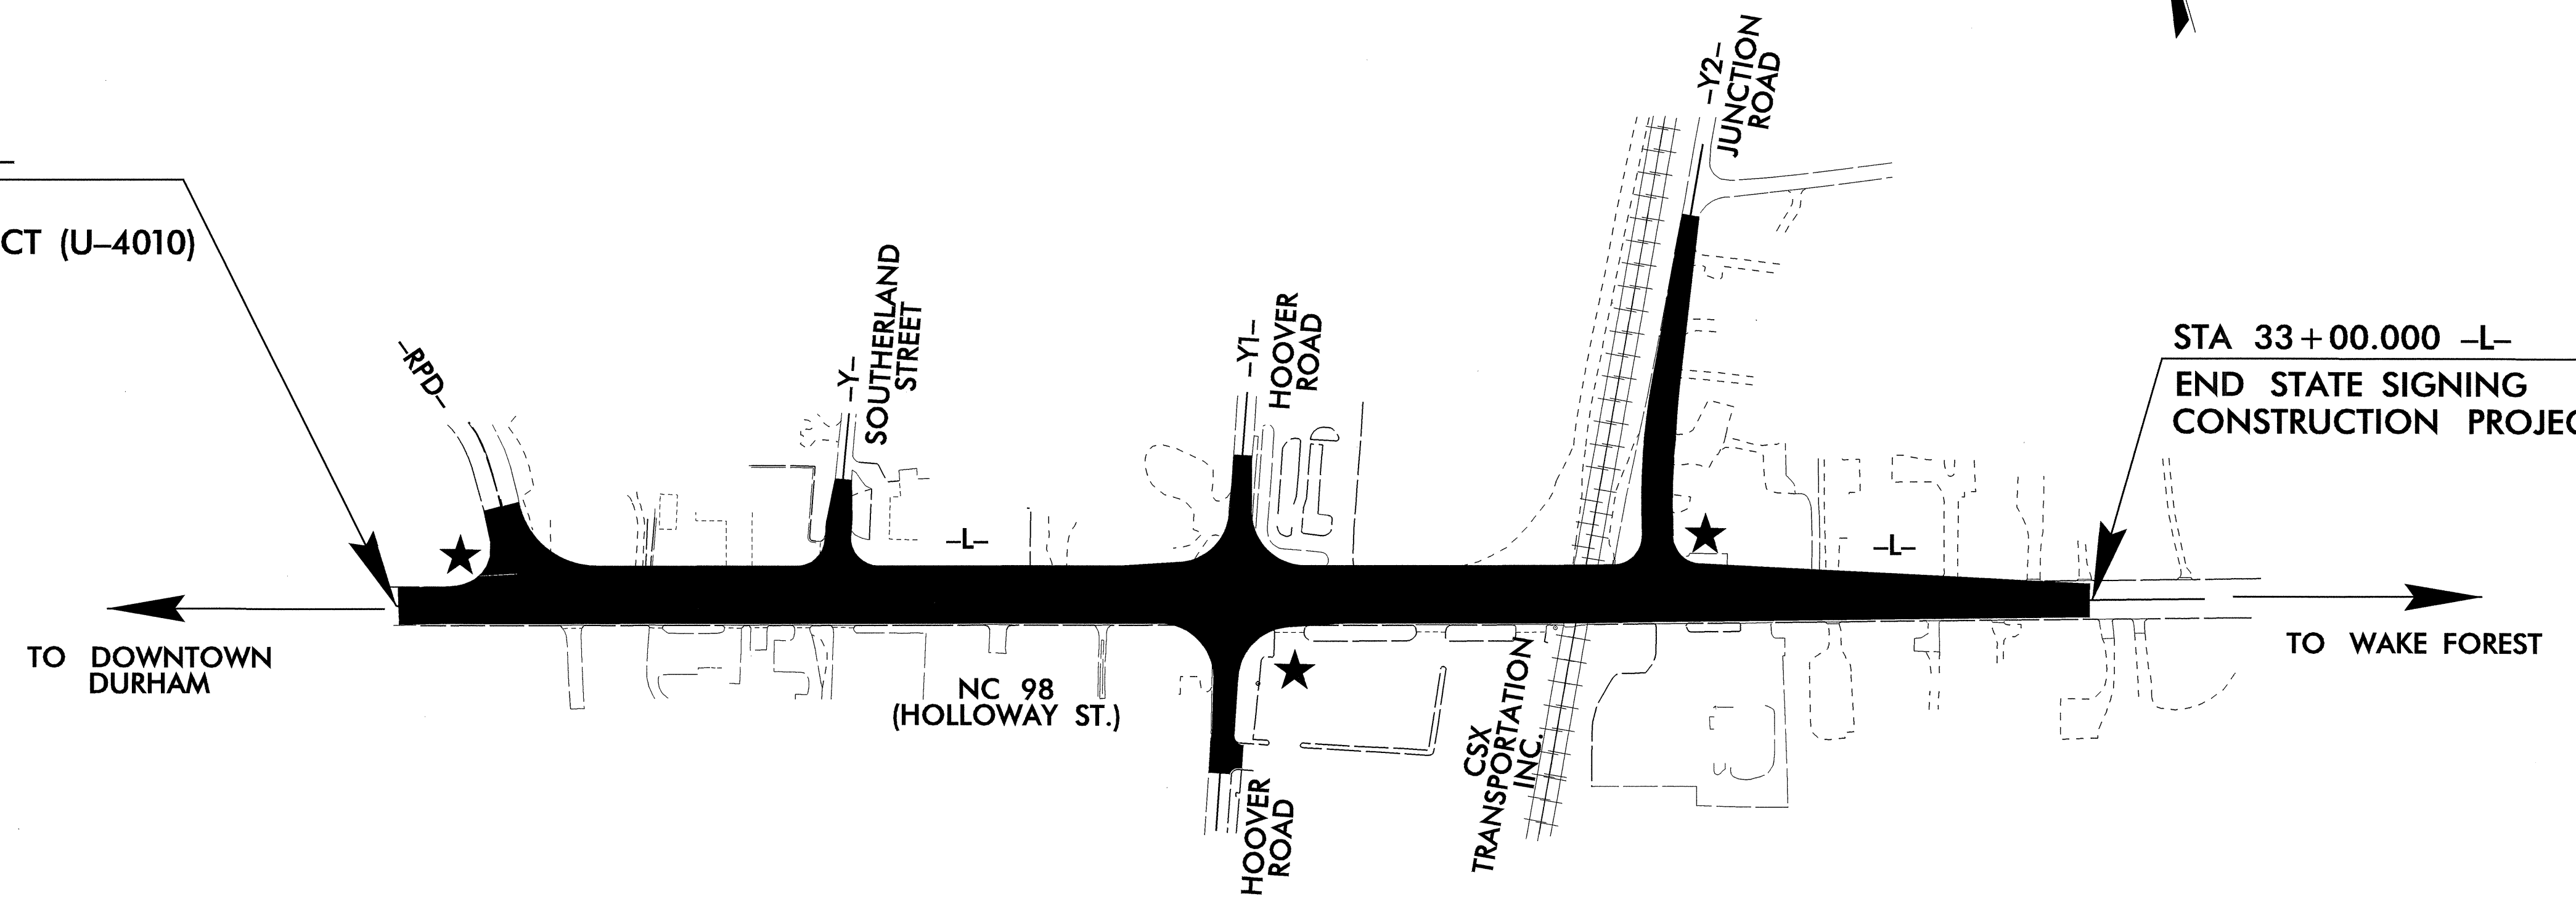 CT (U–4010)
–RPD–
–Y–
SOUTHERLAND
STREET
–Y1–
HOOVER
ROAD
–Y2–
JUNCTION
ROAD
STA 33+00.000 –L–
END STATE SIGNING
CONSTRUCTION PROJEC
–L–
–L–
TO DOWNTOWN
DURHAM
NC 98
(HOLLOWAY ST.)
HOOVER
ROAD
CSX
TRANSPORTATION
INC.
TO WAKE FOREST